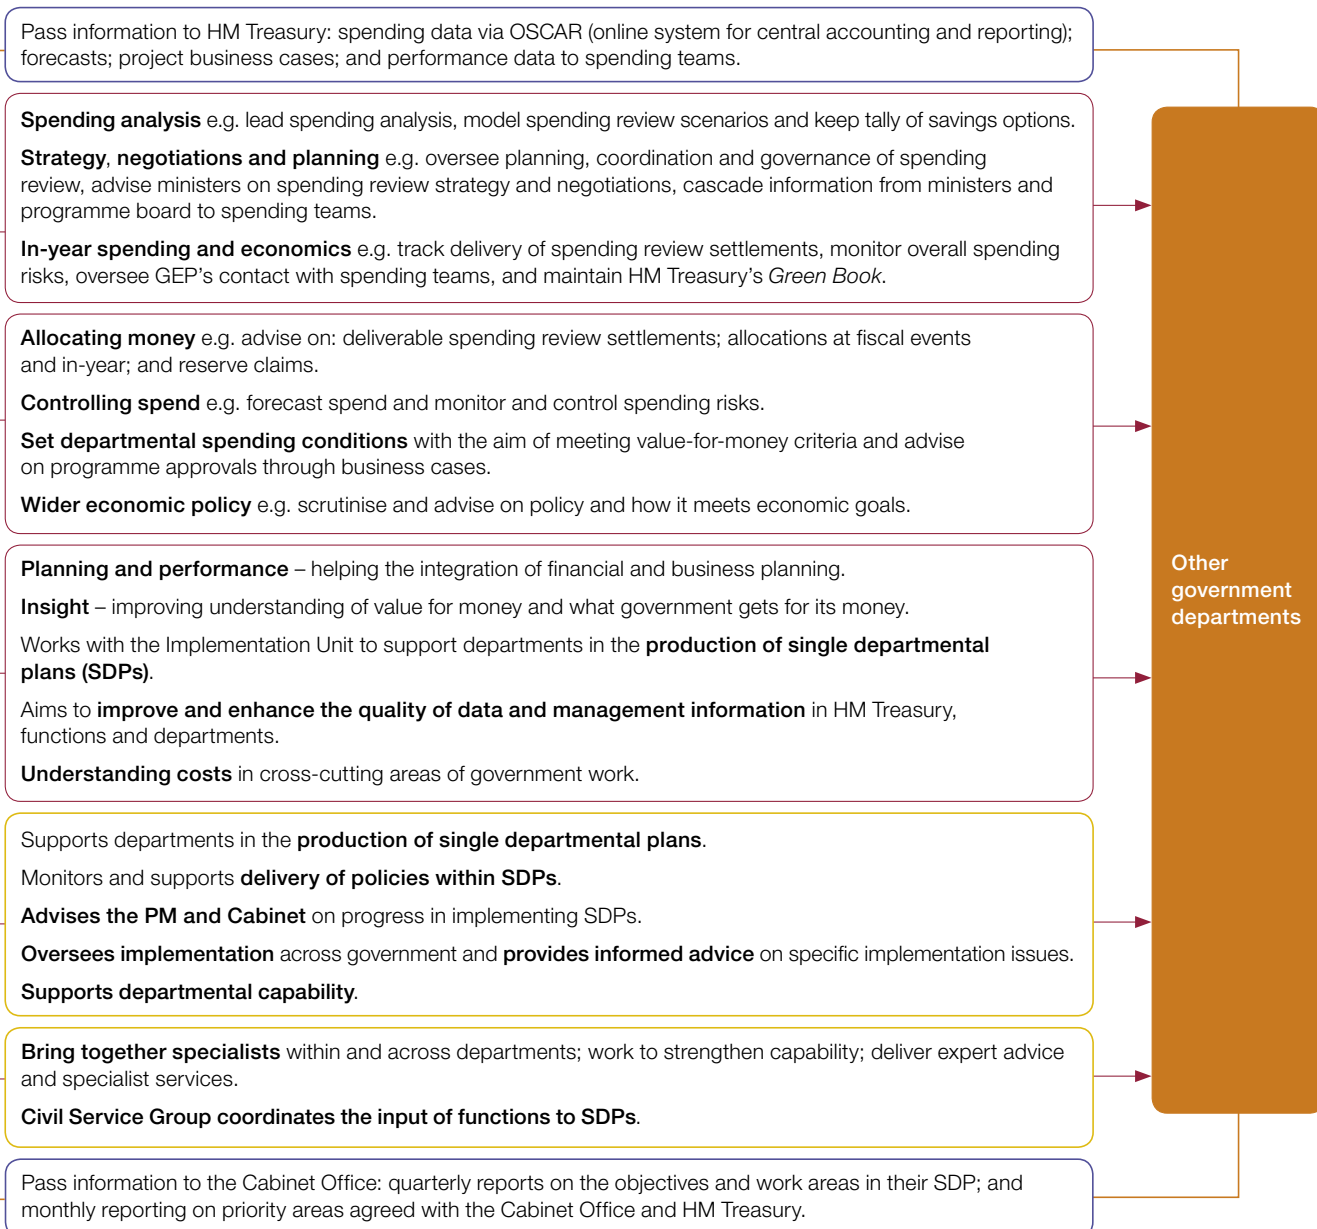 Pass information to HM Treasury: spending data via OSCAR (online system for central accounting and reporting);
forecasts; project business cases; and performance data to spending teams.
Spending analysis e.g. lead spending analysis, model spending review scenarios and keep tally of savings options.
Strategy, negotiations and planning e.g. oversee planning, coordination and governance of spending
review, advise ministers on spending review strategy and negotiations, cascade information from ministers and
programme board to spending teams.
In-year spending and economics e.g. track delivery of spending review settlements, monitor overall spending
risks, oversee GEP’s contact with spending teams, and maintain HM Treasury’s Green Book.
Allocating money e.g. advise on: deliverable spending review settlements; allocations at fiscal events
and in-year; and reserve claims.
Controlling spend e.g. forecast spend and monitor and control spending risks.
Set departmental spending conditions with the aim of meeting value-for-money criteria and advise
on programme approvals through business cases.
Wider economic policy e.g. scrutinise and advise on policy and how it meets economic goals.
Planning and performance – helping the integration of financial and business planning.
Insight – improving understanding of value for money and what government gets for its money.
Works with the Implementation Unit to support departments in the production of single departmental
plans (SDPs).
Aims to improve and enhance the quality of data and management information in HM Treasury,
functions and departments.
Understanding costs in cross-cutting areas of government work.
Supports departments in the production of single departmental plans.
Monitors and supports delivery of policies within SDPs.
Advises the PM and Cabinet on progress in implementing SDPs.
Oversees implementation across government and provides informed advice on specific implementation issues.
Supports departmental capability.
Bring together specialists within and across departments; work to strengthen capability; deliver expert advice
and specialist services.
Civil Service Group coordinates the input of functions to SDPs.
Pass information to the Cabinet Office: quarterly reports on the objectives and work areas in their SDP; and
monthly reporting on priority areas agreed with the Cabinet Office and HM Treasury.
Other
government
departments